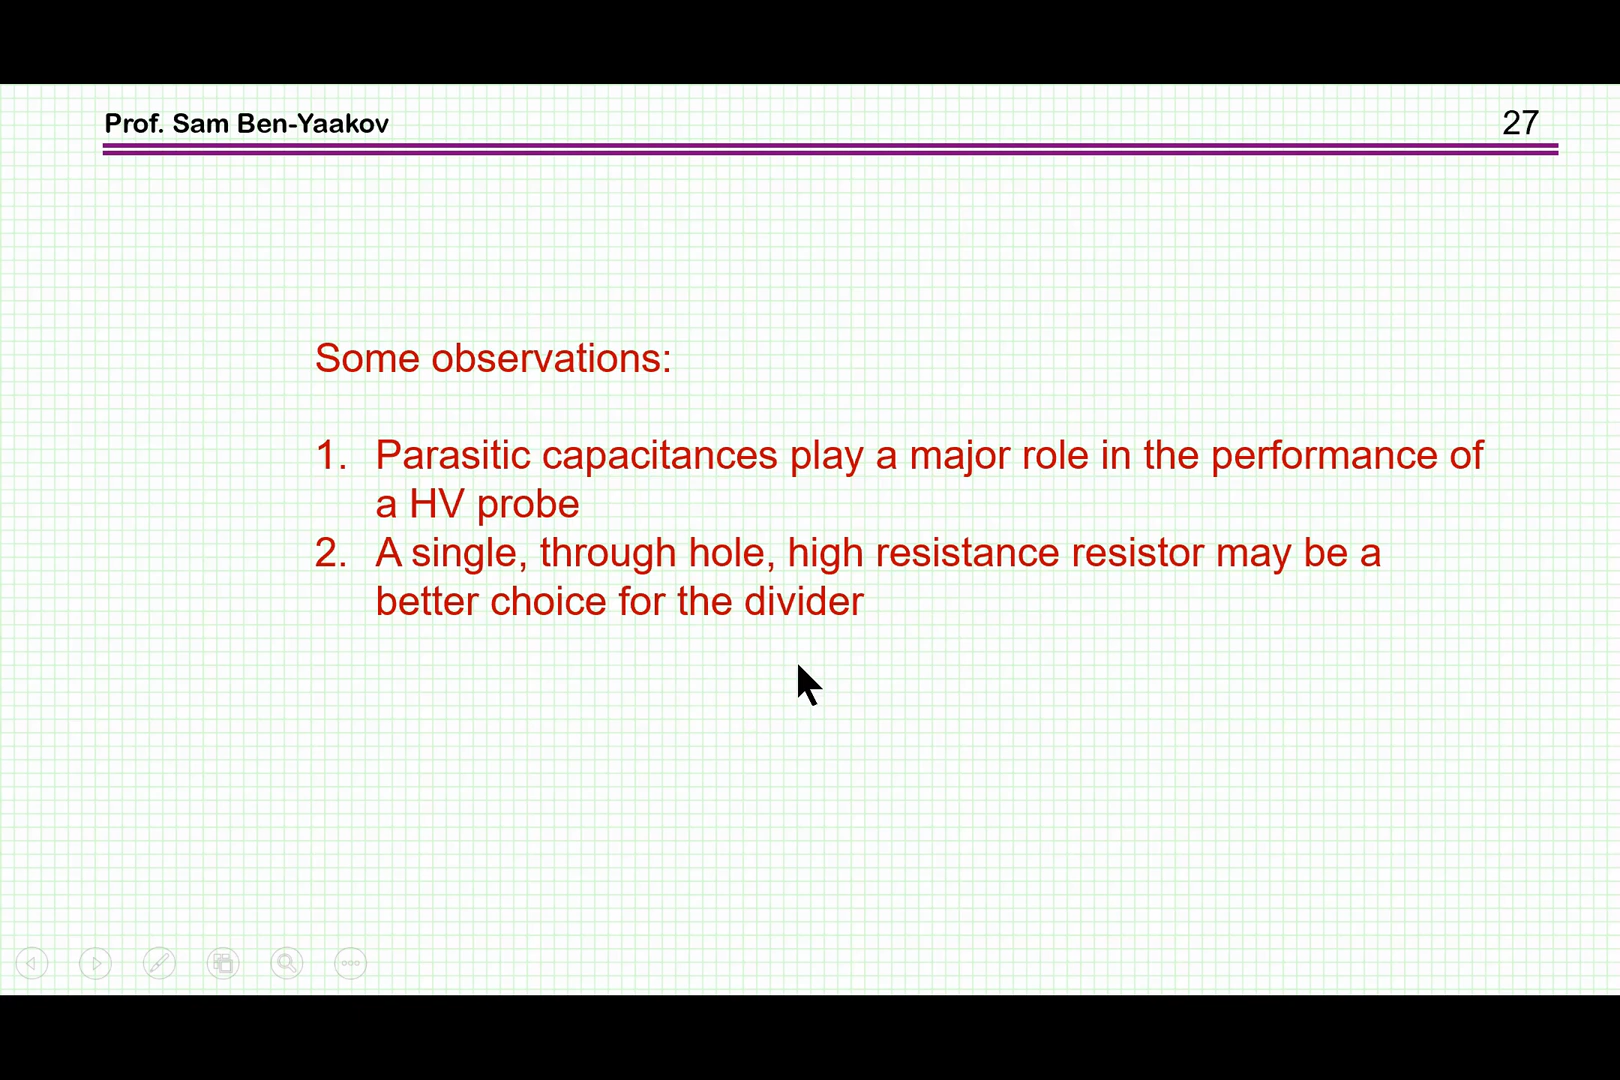 Prof. Sam Ben-Yaakov
27
Some observations:
1. Parasitic capacitances play a major role in the performance of
a HV probe
2. A single, through hole, high resistance resistor may be a
better choice for the divider